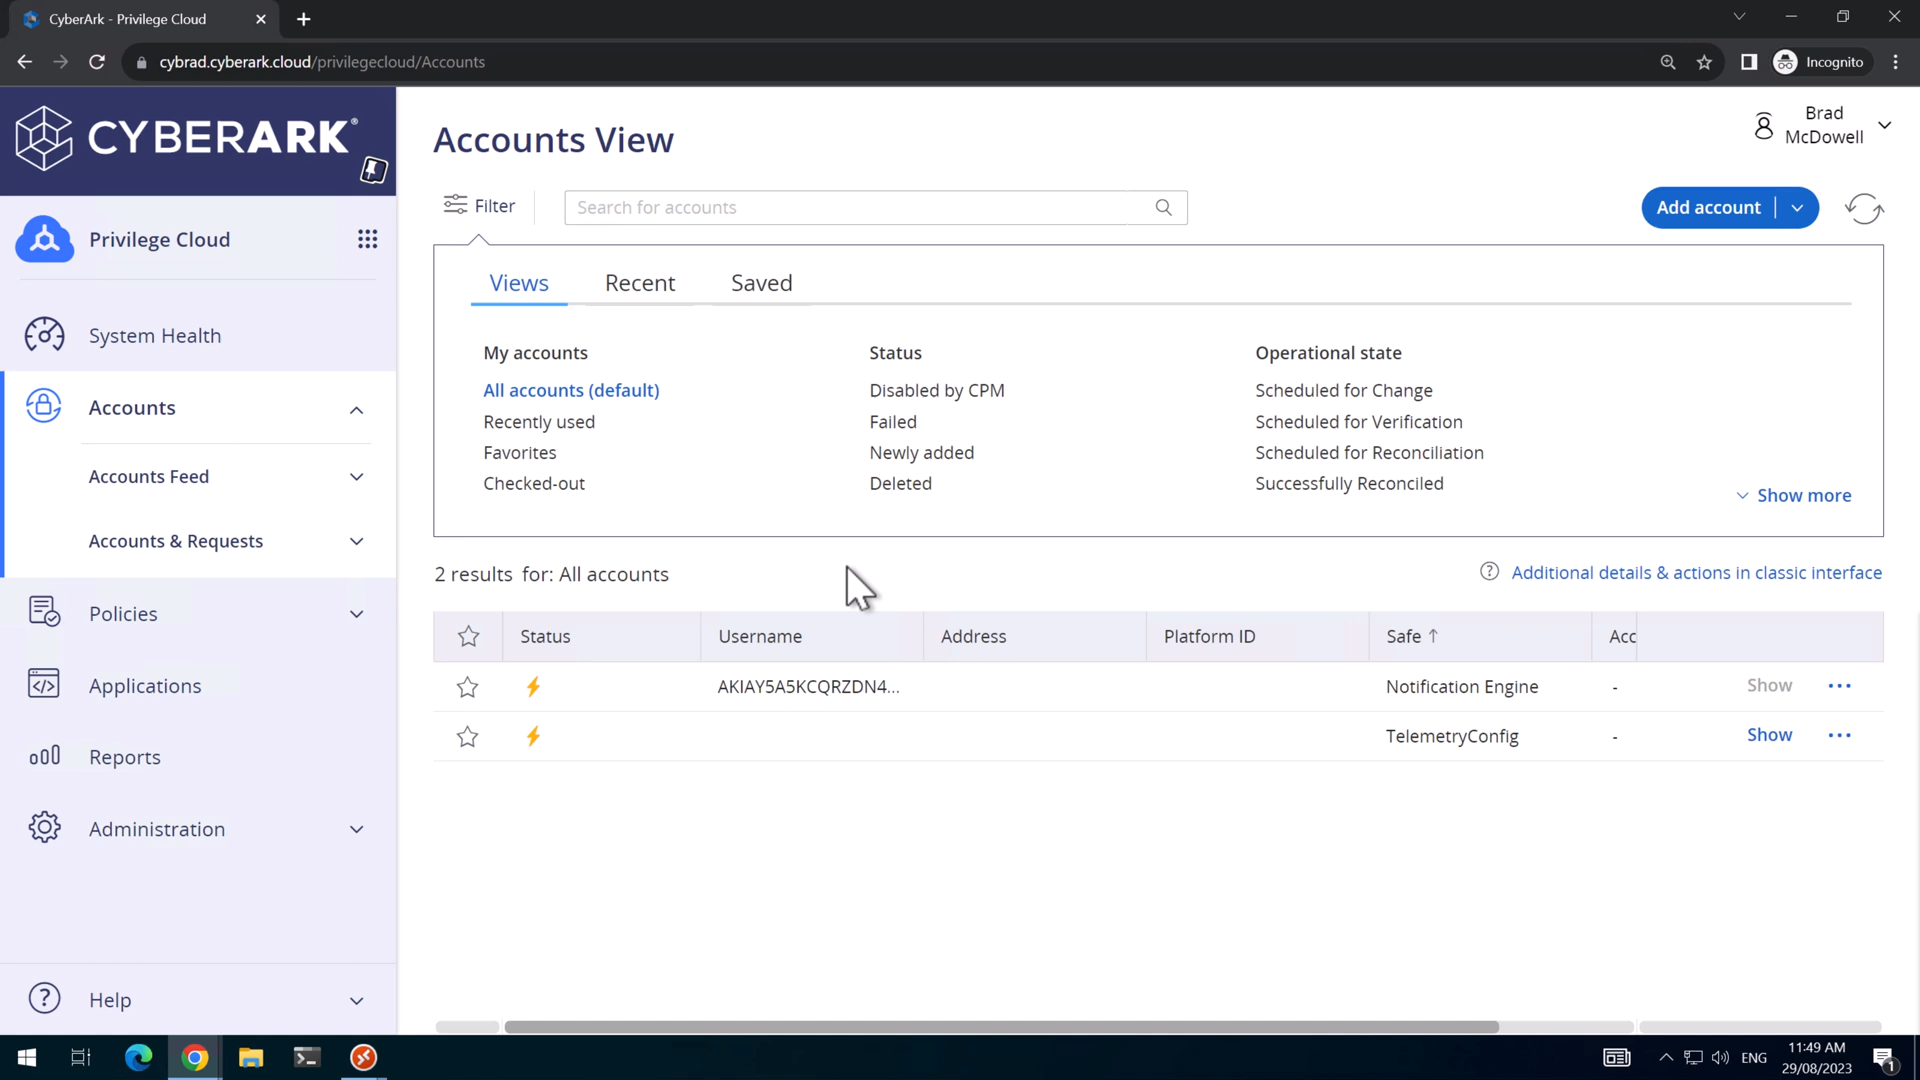 CyberArk - Privilege Cloud
cybrad.cyberark.cloud/privilegecloud/Accounts
Incognito
CYBERARK®
Privilege Cloud
System Health
Accounts
Accounts Feed
Accounts & Requests
Policies
Applications
Reports
Administration
Help
Accounts View
Brad
McDowell
Filter
Search for accounts
Add account
Views Recent Saved
My accounts Status Operational state
All accounts (default) Disabled by CPM Scheduled for Change
Recently used Failed Scheduled for Verification
Favorites Newly added Scheduled for Reconciliation
Checked-out Deleted Successfully Reconciled
Show more
2 results for: All accounts
Additional details & actions in classic interface
Status Username Address Platform ID Safe ↑ Acc
AKIAY5A5KCQRZDN4... Notification Engine - Show ...
TelemetryConfig - Show ...
ENG
11:49 AM
29/08/2023
1